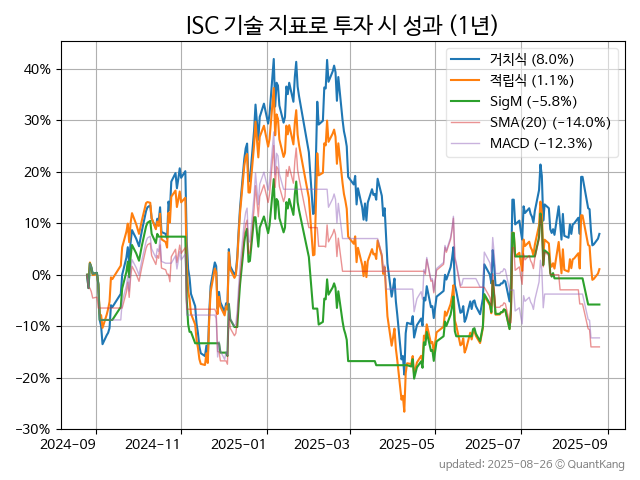 ISC 기술 지표로 투자 시 성과 (1년)
거치식 (8.0%)
적립식 (1.1%)
SigM (−5.8%)
SMA(20) (−14.0%)
MACD (−12.3%)
40%
30%
20%
10%
0%
−10%
−20%
−30%
2024-09 2024-11 2025-01 2025-03 2025-05 2025-07 2025-09
updated: 2025-08-26 © QuantKang